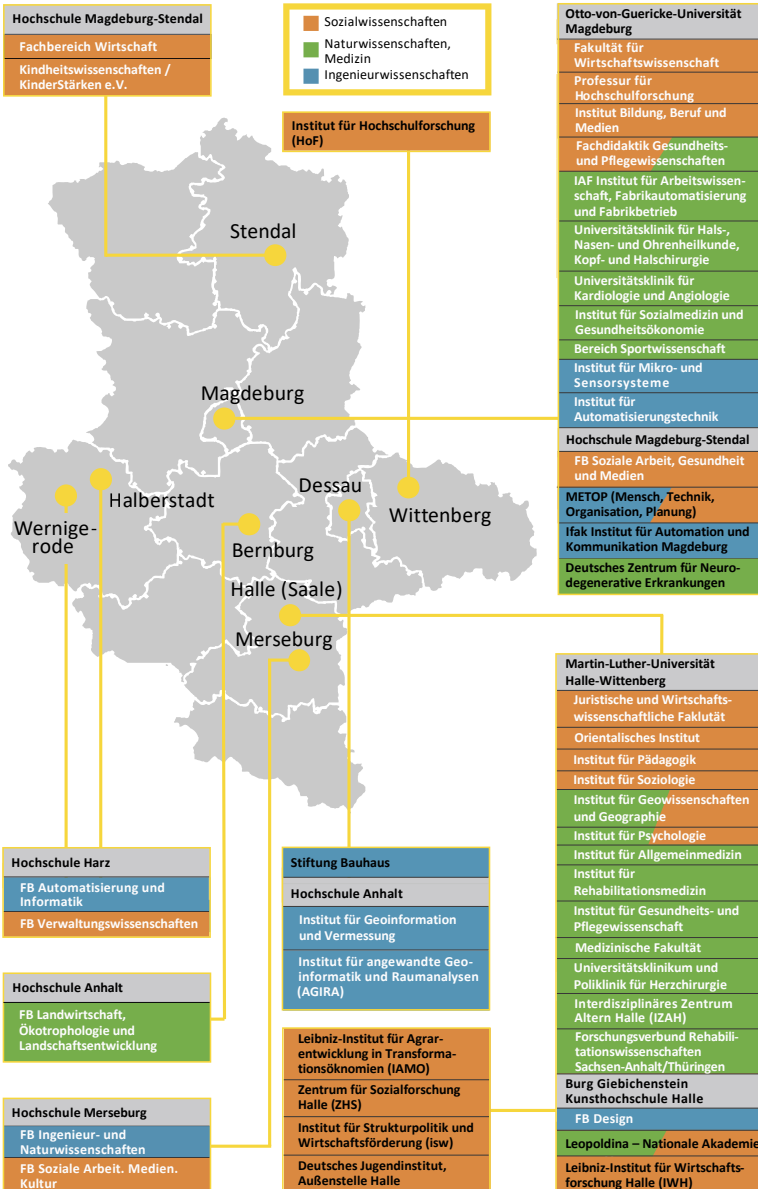 Hochschule Magdeburg-Stendal
Fachbereich Wirtschaft
Kindheitswissenschaften /
KinderStärken e.V.
Sozialwissenschaften
Naturwissenschaften,
Medizin
Ingenieurwissenschaften
Institut für Hochschulforschung
(HoF)
Otto-von-Guericke-Universität
Magdeburg
Fakultät für
Wirtschaftswissenschaft
Professur für
Hochschulforschung
Institut Bildung, Beruf und
Medien
Fachdidaktik Gesundheits-
und Pflegewissenschaften
IAF Institut für Arbeitswissen-
schaft, Fabrikautomatisierung
und Fabrikbetrieb
Universitätsklinik für Hals-,
Nasen- und Ohrenheilkunde,
Kopf- und Halschirurgie
Universitätsklinik für
Kardiologie und Angiologie
Institut für Sozialmedizin und
Gesundheitsökonomie
Bereich Sportwissenschaft
Institut für Mikro- und
Sensorsysteme
Institut für
Automatisierungstechnik
Hochschule Magdeburg-Stendal
FB Soziale Arbeit, Gesundheit
und Medien
METOP (Mensch, Technik,
Organisation, Planung)
Ifak Institut für Automation und
Kommunikation Magdeburg
Deutsches Zentrum für Neuro-
degenerative Erkrankungen
Stendal
Magdeburg
Halberstadt
Wernige-
rode
Dessau
Wittenberg
Bernburg
Halle (Saale)
Merseburg
Martin-Luther-Universität
Halle-Wittenberg
Juristische und Wirtschafts-
wissenschaftliche Faklutät
Orientalisches Institut
Institut für Pädagogik
Institut für Soziologie
Institut für Geowissenschaften
und Geographie
Institut für Psychologie
Institut für Allgemeinmedizin
Institut für
Rehabilitationsmedizin
Institut für Gesundheits- und
Pflegewissenschaft
Medizinische Fakultät
Universitätsklinikum und
Poliklinik für Herzchirurgie
Interdisziplinäres Zentrum
Altern Halle (IZAH)
Forschungsverbund Rehabili-
tationswissenschaften
Sachsen-Anhalt/Thüringen
Burg Giebichenstein
Kunsthochschule Halle
FB Design
Leopoldina – Nationale Akademie
Leibniz-Institut für Wirtschafts-
forschung Halle (IWH)
Hochschule Harz
FB Automatisierung und
Informatik
FB Verwaltungswissenschaften
Hochschule Anhalt
FB Landwirtschaft,
Ökotrophologie und
Landschaftsentwicklung
Hochschule Merseburg
FB Ingenieur- und
Naturwissenschaften
FB Soziale Arbeit. Medien.
Kultur
Stiftung Bauhaus
Hochschule Anhalt
Institut für Geoinformation
und Vermessung
Institut für angewandte Geo-
informatik und Raumanalysen
(AGIRA)
Leibniz-Institut für Agrar-
entwicklung in Transforma-
tionsöknomien (IAMO)
Zentrum für Sozialforschung
Halle (ZHS)
Institut für Strukturpolitik und
Wirtschaftsförderung (isw)
Deutsches Jugendinstitut,
Außenstelle Halle